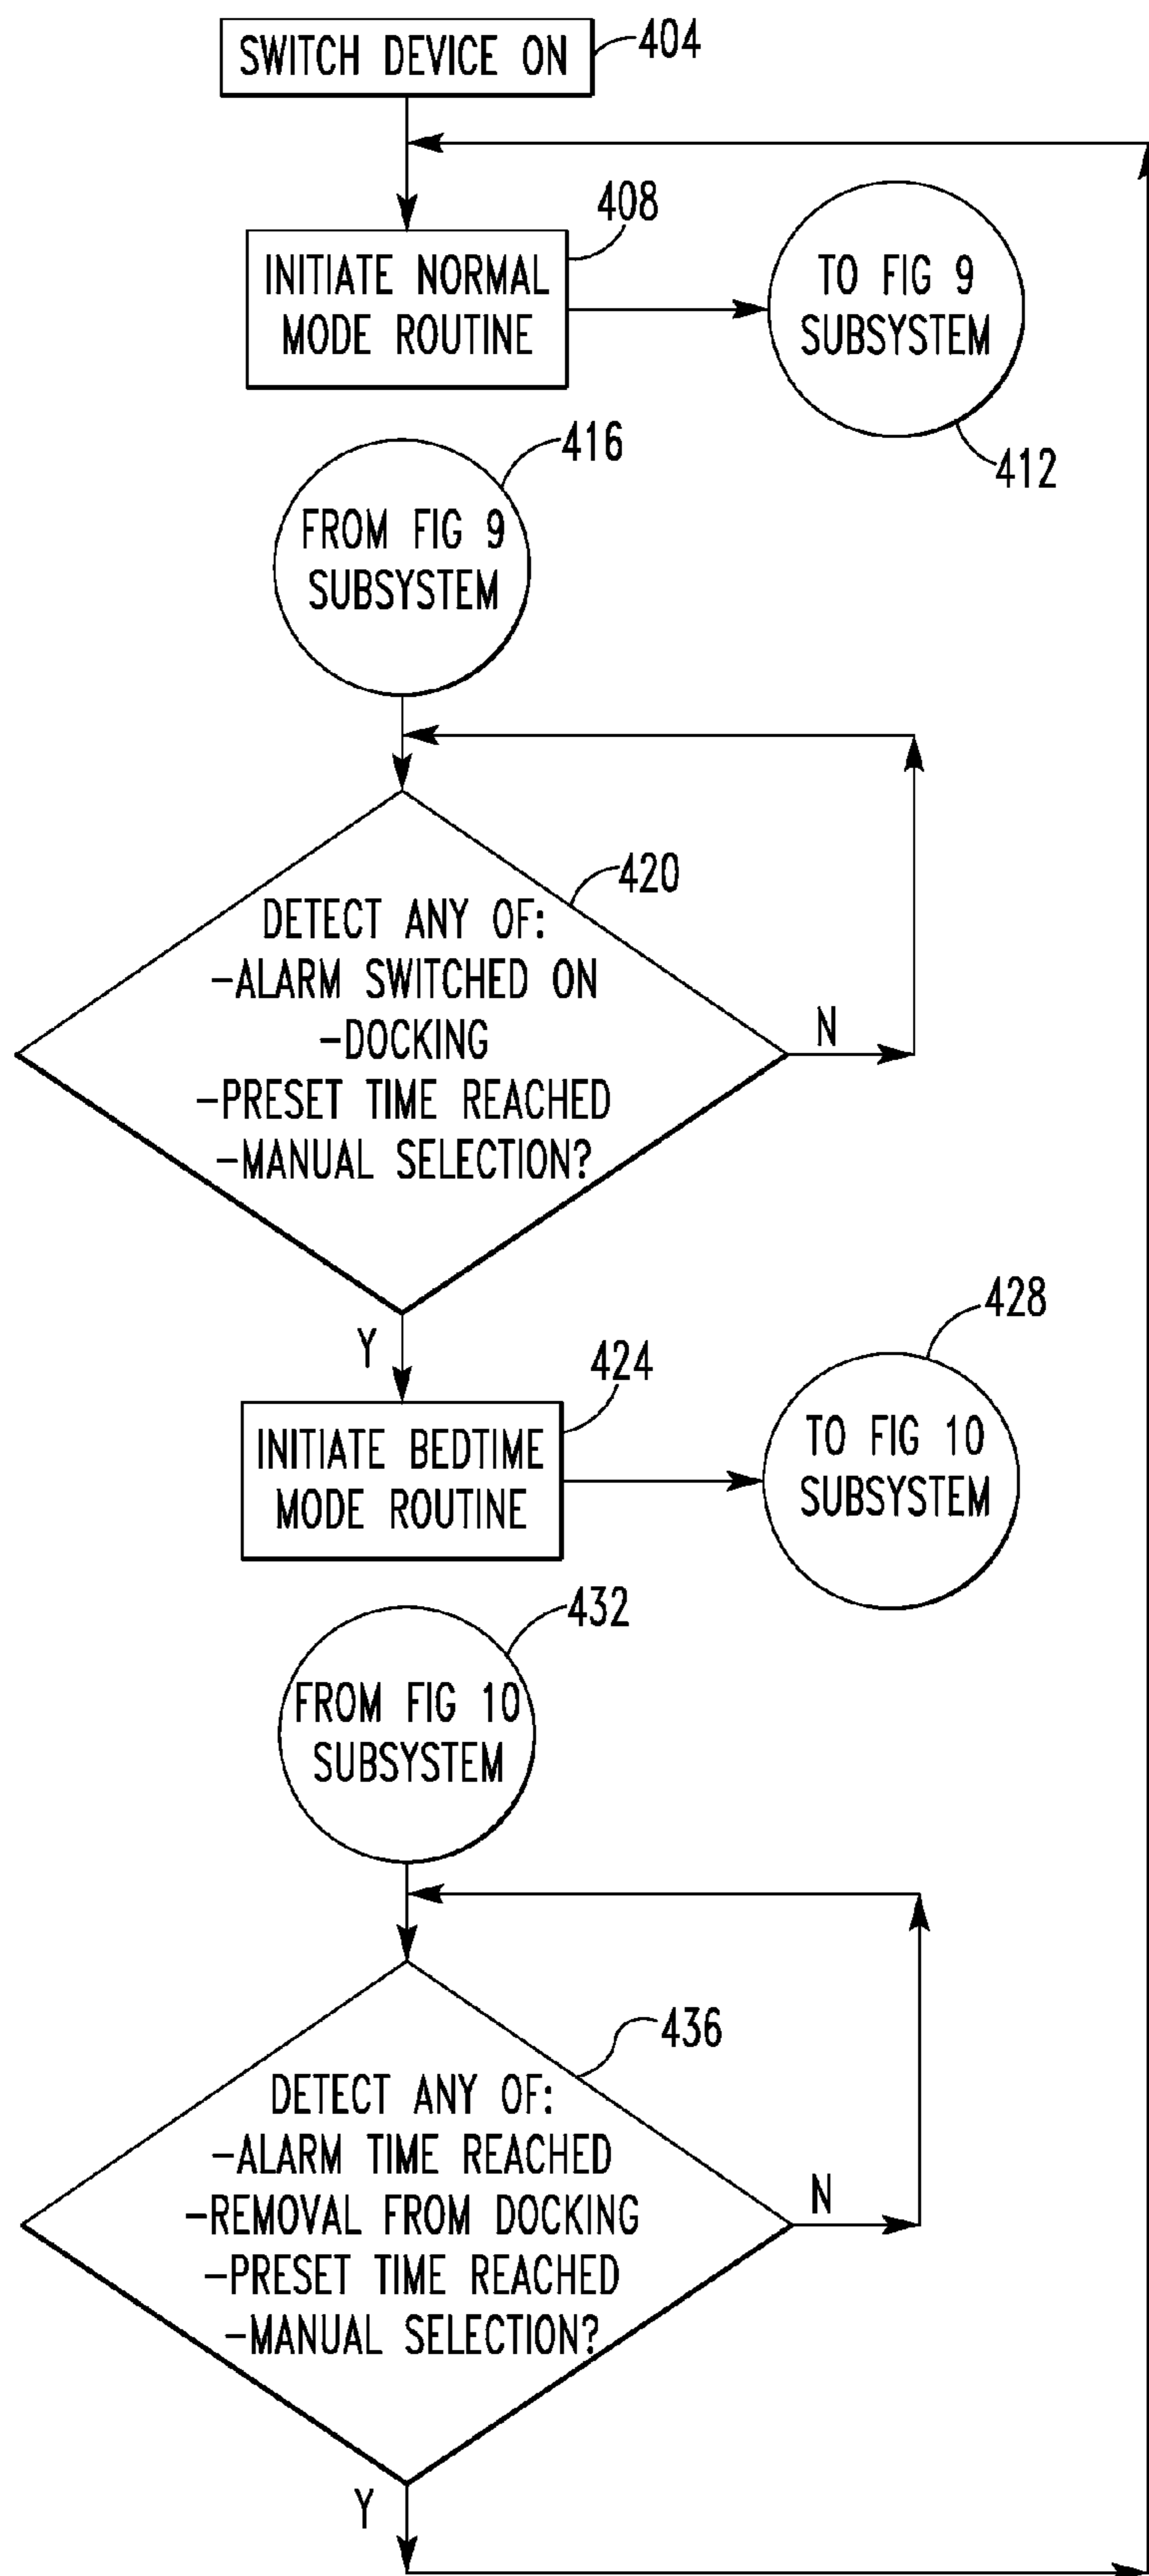 SWITCH DEVICE ON
404
408
INITIATE NORMAL
MODE ROUTINE
TO FIG 9
SUBSYSTEM
412
416
FROM FIG 9
SUBSYSTEM
420
DETECT ANY OF:
-ALARM SWITCHED ON
-DOCKING
-PRESET TIME REACHED
-MANUAL SELECTION?
N
Y
424
INITIATE BEDTIME
MODE ROUTINE
428
TO FIG 10
SUBSYSTEM
432
FROM FIG 10
SUBSYSTEM
436
DETECT ANY OF:
-ALARM TIME REACHED
-REMOVAL FROM DOCKING
-PRESET TIME REACHED
-MANUAL SELECTION?
N
Y